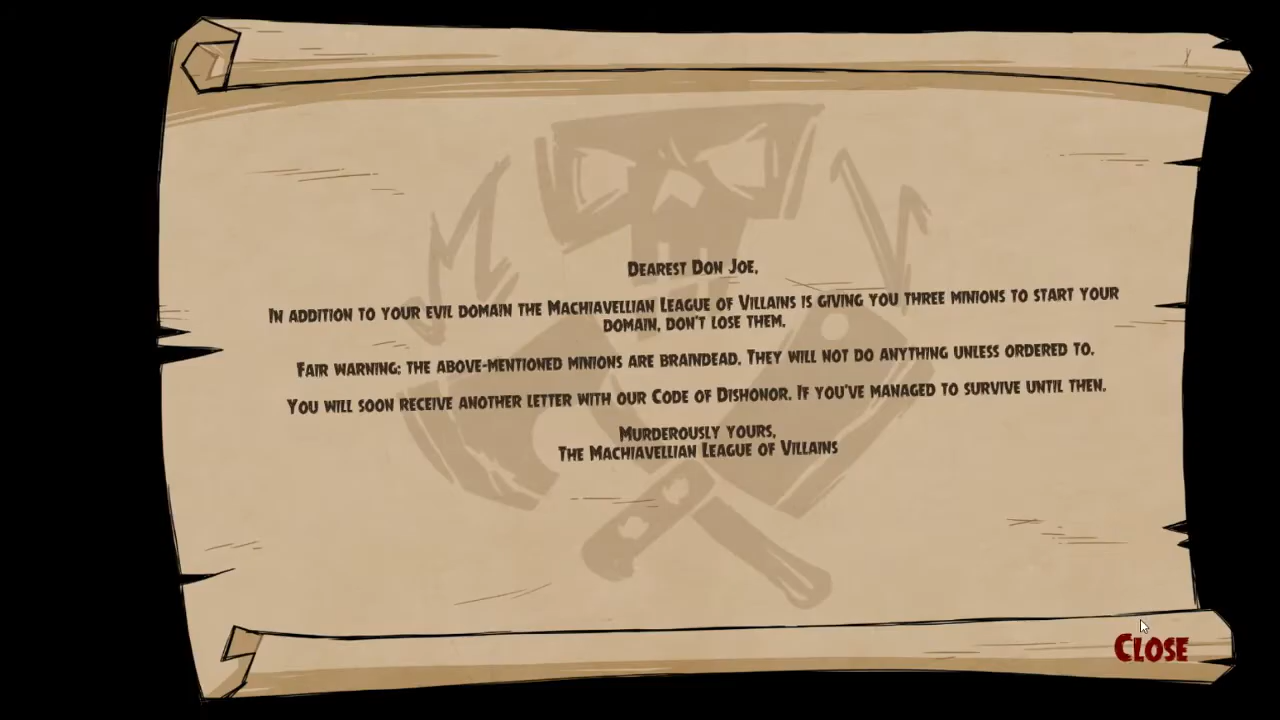 Dearest Don Joe,
In addition to your evil domain the Machiavellian League of Villains is giving you three minions to start your
domain, don't lose them.
Fair warning: the above-mentioned minions are braindead. They will not do anything unless ordered to.
You will soon receive another letter with our Code of Dishonor. If you've managed to survive until then.
Murderously yours,
The Machiavellian League of Villains
Close